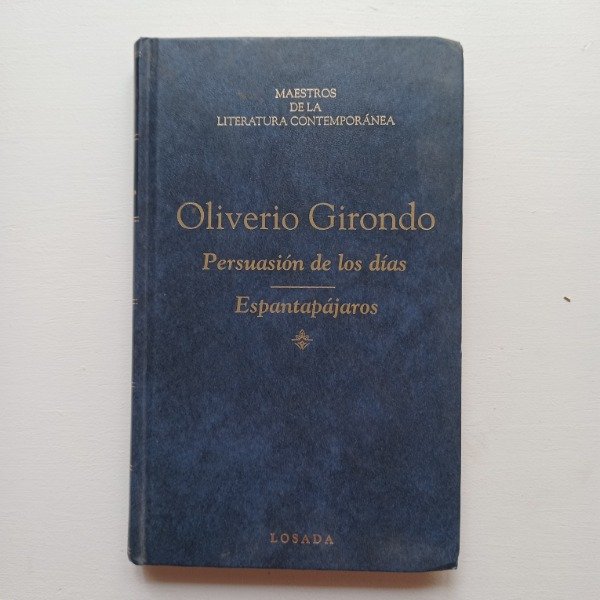 MAESTROS
DE LA
LITERATURA CONTEMPORÁNEA
Oliverio Girondo
Persuasión de los días
Espantapájaros
LOSADA